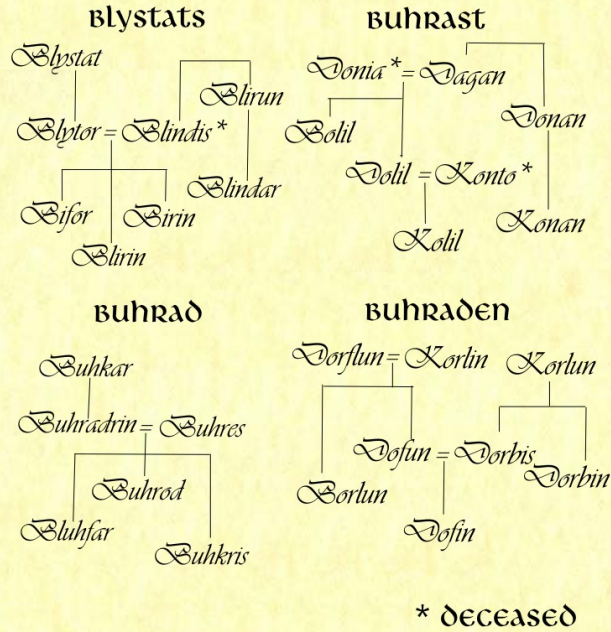 Blystats
Blystat
Blirun
Blytor = Blindis *
Blindar
Bifor
Birin
Blirin
Buhrast
Donia * = Dagan
Bolil
Donan
Dolil = Konto *
Konan
Kolil
Buhrad
Buhkar
Buhradrin = Buhres
Buhrod
Bluhfar
Buhkris
Buhraden
Dorflun = Korlin
Korlun
Dofun = Dorbis
Dorbin
Borlun
Dofin
* Deceased